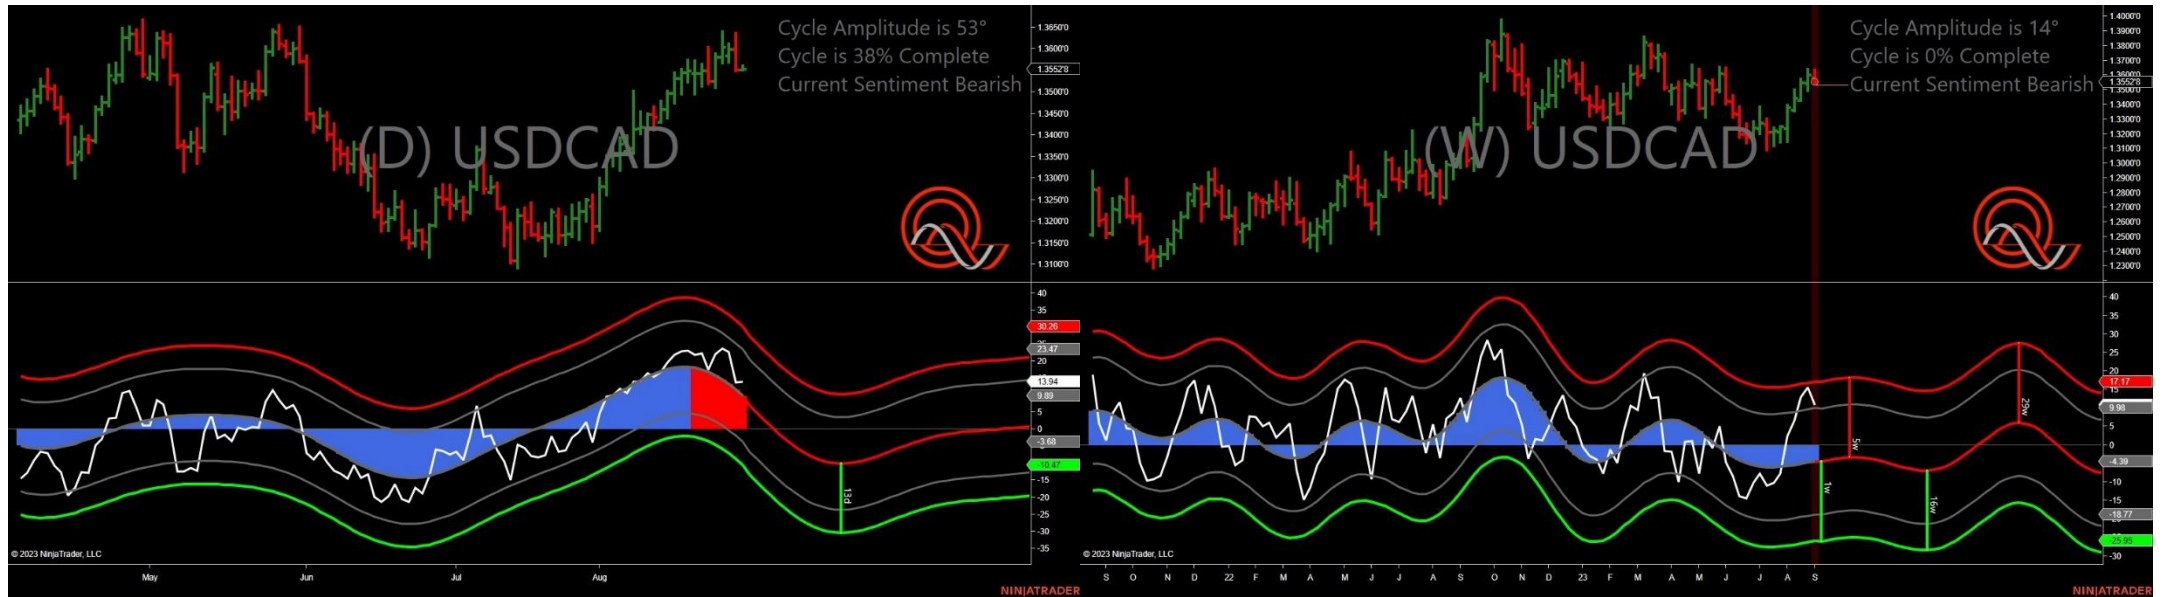 Cycle Amplitude is 53°
Cycle is 38% Complete
Current Sentiment Bearish
(D) USDCAD
1.3650'0
1.3600'0
1.3552'8
1.3500'0
1.3450'0
1.3400'0
1.3350'0
1.3300'0
1.3250'0
1.3200'0
1.3150'0
1.3100'0
40
35
30.26
23.47
20
13.94
9.89
5
0
-3.68
-10.47
-15
-20
-25
-30
-35
13d
© 2023 NinjaTrader, LLC
May
Jun
Jul
Aug
NINJATRADER
Cycle Amplitude is 14°
Cycle is 0% Complete
Current Sentiment Bearish
(W) USDCAD
1.4000'0
1.3900'0
1.3800'0
1.3700'0
1.3552'8
1.3400'0
1.3300'0
1.3200'0
1.3100'0
1.3000'0
1.2900'0
1.2800'0
1.2700'0
1.2600'0
1.2500'0
1.2400'0
1.2300'0
40
35
30
25
20
17.17
9.98
5
0
-4.39
-10
-15
-18.77
-25.95
-30
5w
1w
16w
29w
© 2023 NinjaTrader, LLC
S O N D 22 F M A M J J A S O N D 23 F M A M J J A S
NINJATRADER